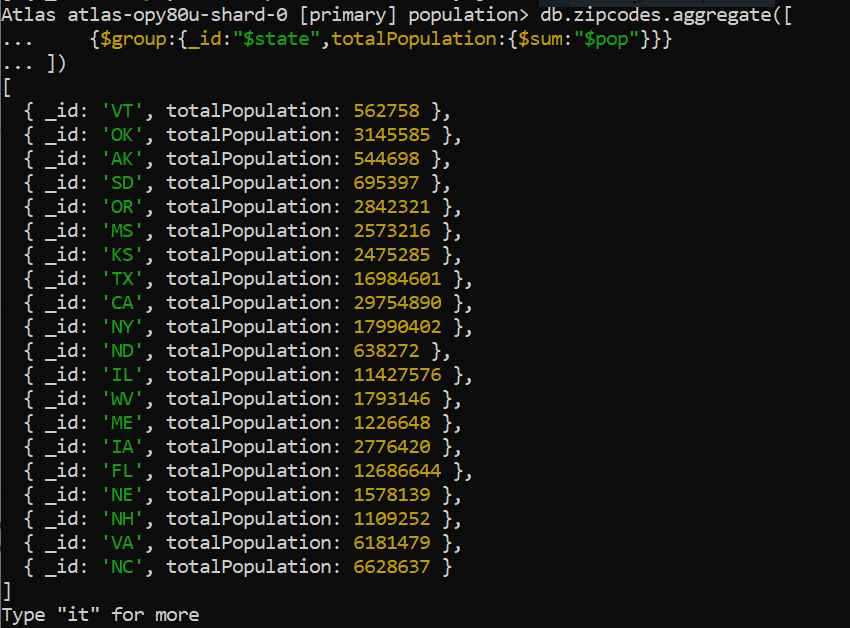 Atlas atlas-opy80u-shard-0 [primary] population> db.zipcodes.aggregate([
...     {$group:{_id:"$state",totalPopulation:{$sum:"$pop"}}}
... ])
[
  { _id: 'VT', totalPopulation: 562758 },
  { _id: 'OK', totalPopulation: 3145585 },
  { _id: 'AK', totalPopulation: 544698 },
  { _id: 'SD', totalPopulation: 695397 },
  { _id: 'OR', totalPopulation: 2842321 },
  { _id: 'MS', totalPopulation: 2573216 },
  { _id: 'KS', totalPopulation: 2475285 },
  { _id: 'TX', totalPopulation: 16984601 },
  { _id: 'CA', totalPopulation: 29754890 },
  { _id: 'NY', totalPopulation: 17990402 },
  { _id: 'ND', totalPopulation: 638272 },
  { _id: 'IL', totalPopulation: 11427576 },
  { _id: 'WV', totalPopulation: 1793146 },
  { _id: 'ME', totalPopulation: 1226648 },
  { _id: 'IA', totalPopulation: 2776420 },
  { _id: 'FL', totalPopulation: 12686644 },
  { _id: 'NE', totalPopulation: 1578139 },
  { _id: 'NH', totalPopulation: 1109252 },
  { _id: 'VA', totalPopulation: 6181479 },
  { _id: 'NC', totalPopulation: 6628637 }
]
Type "it" for more